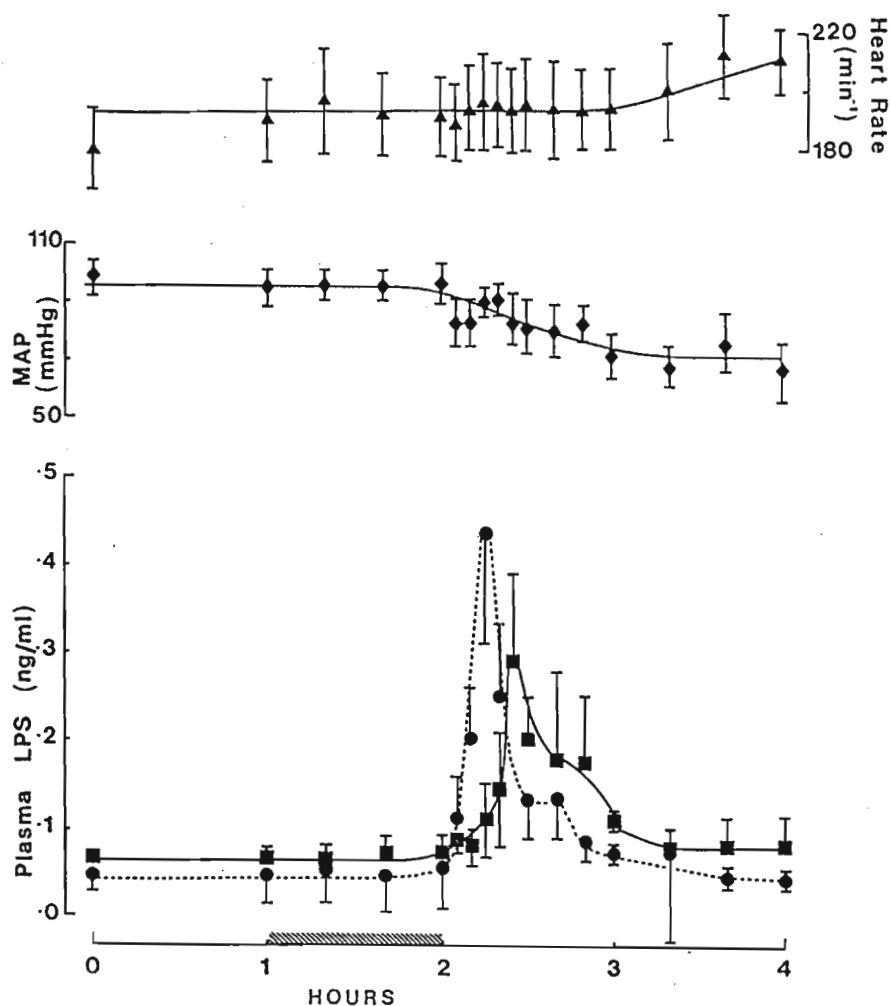 220
Heart Rate
(min⁻¹)
180
110
MAP
(mmHg)
50
Plasma LPS (ng/ml)
·5
·4
·3
·2
·1
·0
0 1 2 3 4
HOURS